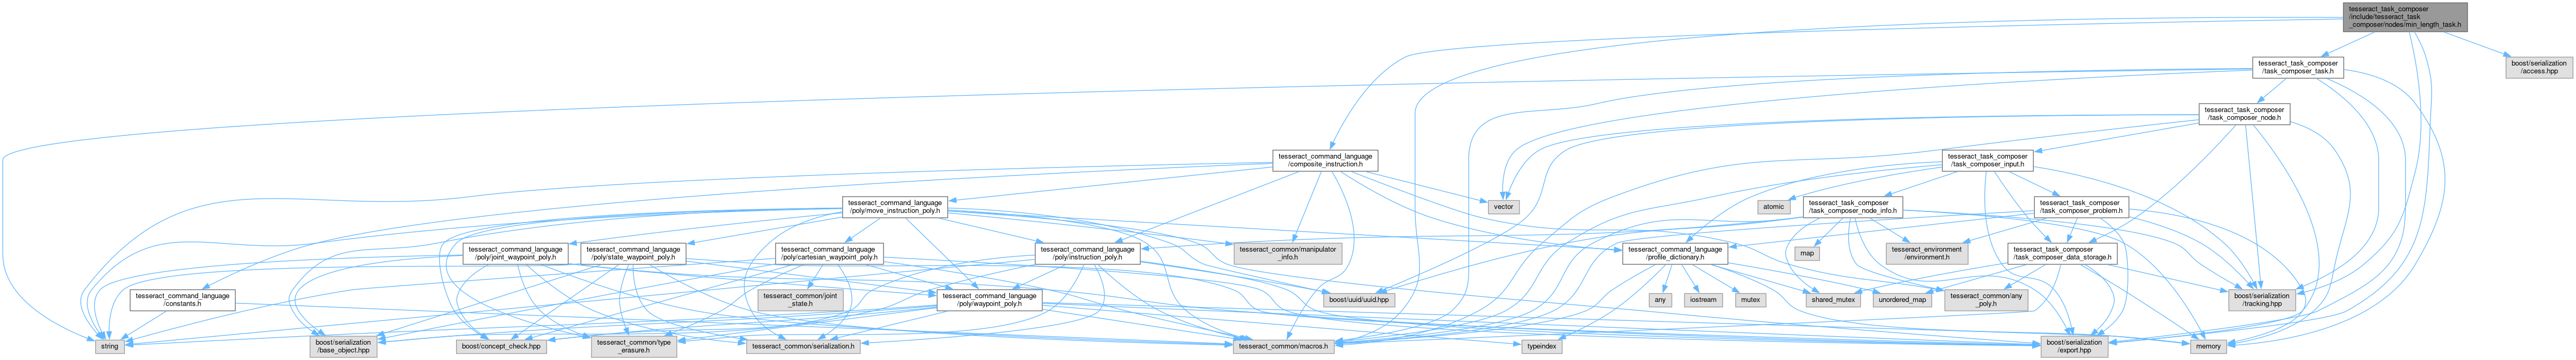 tesseract_task_composer
/include/tesseract_task
_composer/nodes/min_length_task.h
tesseract_task_composer
/task_composer_task.h
boost/serialization
/access.hpp
tesseract_task_composer
/task_composer_node.h
tesseract_command_language
/composite_instruction.h
tesseract_task_composer
/task_composer_input.h
tesseract_command_language
/poly/move_instruction_poly.h
vector
atomic
tesseract_task_composer
/task_composer_node_info.h
tesseract_task_composer
/task_composer_problem.h
tesseract_command_language
/poly/joint_waypoint_poly.h
tesseract_command_language
/poly/state_waypoint_poly.h
tesseract_command_language
/poly/cartesian_waypoint_poly.h
tesseract_command_language
/poly/instruction_poly.h
tesseract_common/manipulator
_info.h
tesseract_command_language
/profile_dictionary.h
map
tesseract_environment
/environment.h
tesseract_task_composer
/task_composer_data_storage.h
tesseract_command_language
/constants.h
tesseract_common/joint
_state.h
tesseract_command_language
/poly/waypoint_poly.h
boost/uuid/uuid.hpp
any
iostream
mutex
shared_mutex
unordered_map
tesseract_common/any
_poly.h
boost/serialization
/tracking.hpp
string
boost/serialization
/base_object.hpp
boost/concept_check.hpp
tesseract_common/type
_erasure.h
tesseract_common/serialization.h
tesseract_common/macros.h
typeindex
boost/serialization
/export.hpp
memory